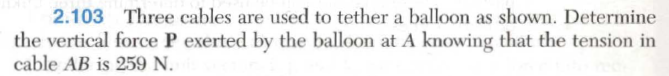 2.103 Three cables are used to tether a balloon as shown. Determine
the vertical force P exerted by the balloon at A knowing that the tension in
cable AB is 259 N.